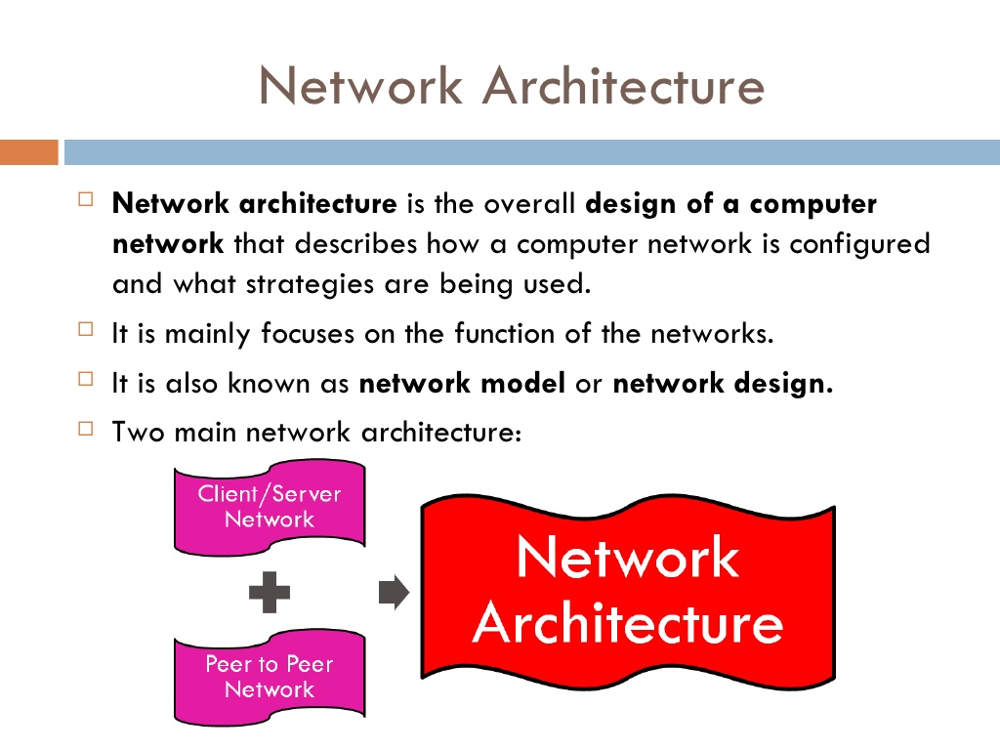 Network Architecture
Network architecture is the overall design of a computer
network that describes how a computer network is configured
and what strategies are being used.
It is mainly focuses on the function of the networks.
It is also known as network model or network design.
Two main network architecture:
Client/Server
Network
Peer to Peer
Network
Network
Architecture